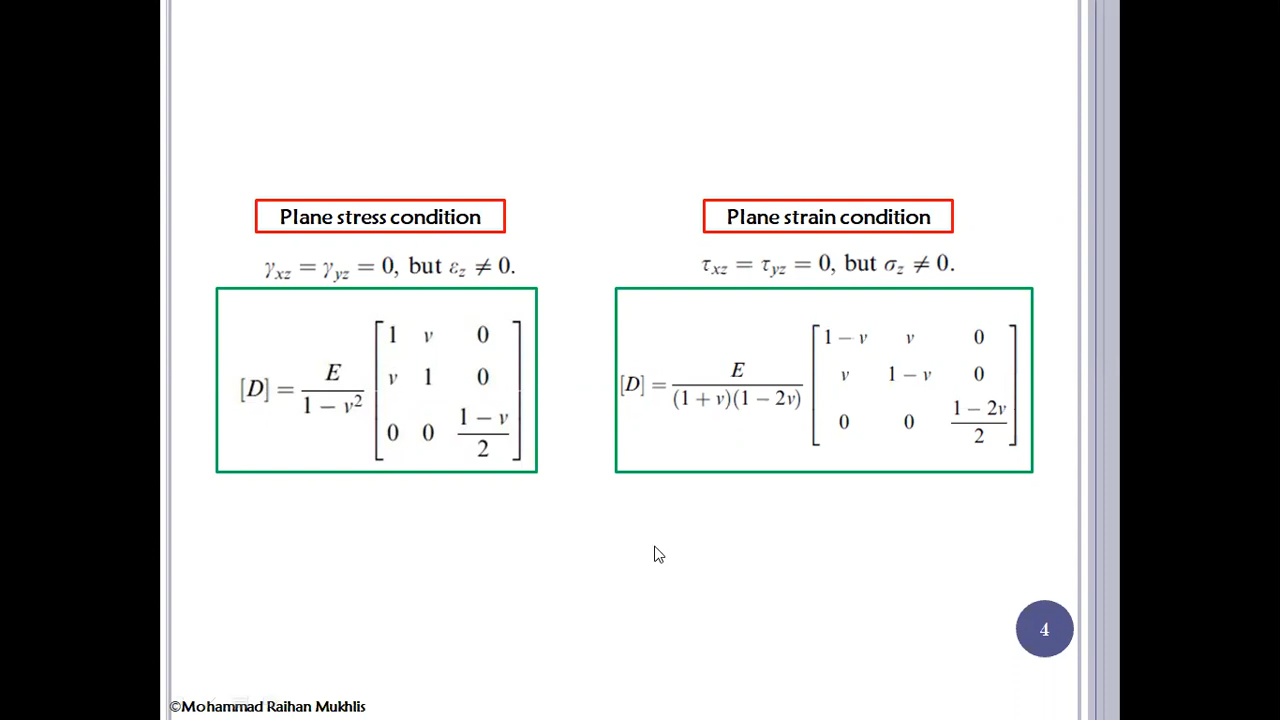 Plane stress condition
γxz = γyz = 0, but εz ≠ 0.
[D] = E / (1 − ν²) [1 ν 0; ν 1 0; 0 0 (1 − ν)/2]
Plane strain condition
τxz = τyz = 0, but σz ≠ 0.
[D] = E / ((1 + ν)(1 − 2ν)) [1 − ν ν 0; ν 1 − ν 0; 0 0 (1 − 2ν)/2]
4
©Mohammad Raihan Mukhlis